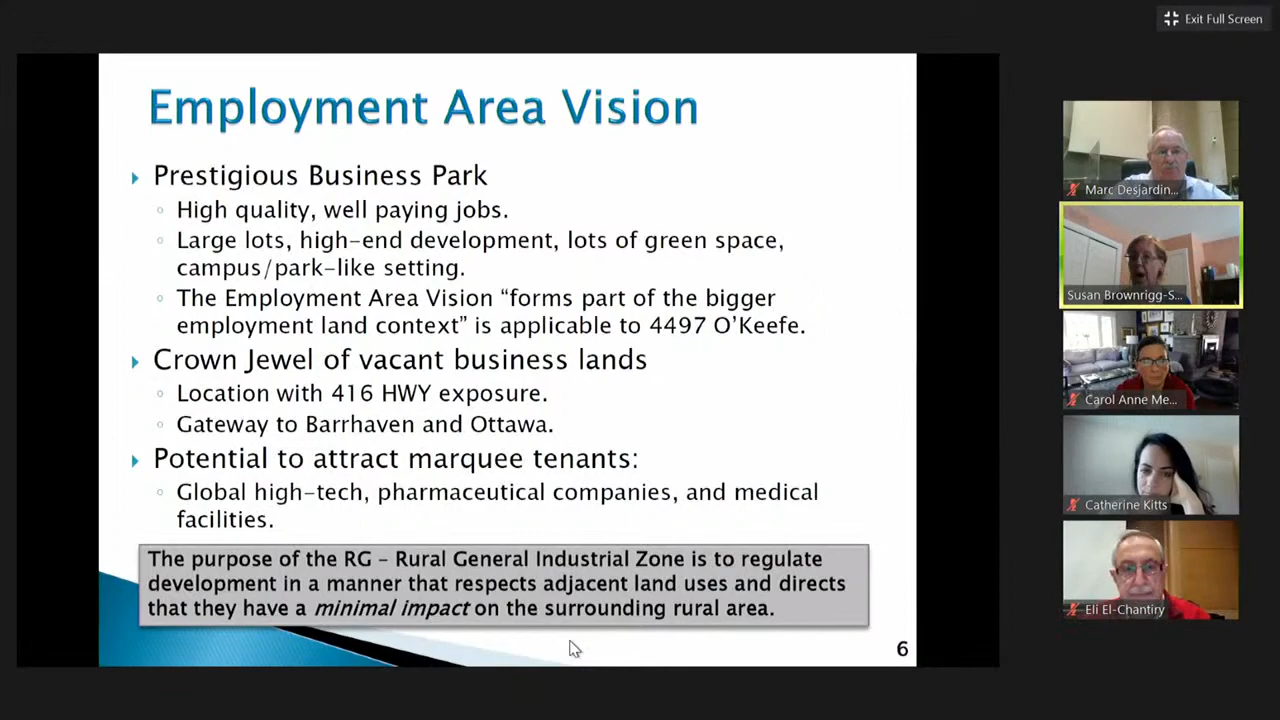 Exit Full Screen
Employment Area Vision
Prestigious Business Park
High quality, well paying jobs.
Large lots, high-end development, lots of green space,
campus/park-like setting.
The Employment Area Vision “forms part of the bigger
employment land context” is applicable to 4497 O’Keefe.
Crown Jewel of vacant business lands
Location with 416 HWY exposure.
Gateway to Barrhaven and Ottawa.
Potential to attract marquee tenants:
Global high-tech, pharmaceutical companies, and medical
facilities.
The purpose of the RG – Rural General Industrial Zone is to regulate
development in a manner that respects adjacent land uses and directs
that they have a minimal impact on the surrounding rural area.
6
Marc Desjardin...
Susan Brownrigg-S...
Carol Anne Me...
Catherine Kitts
Eli El-Chantiry